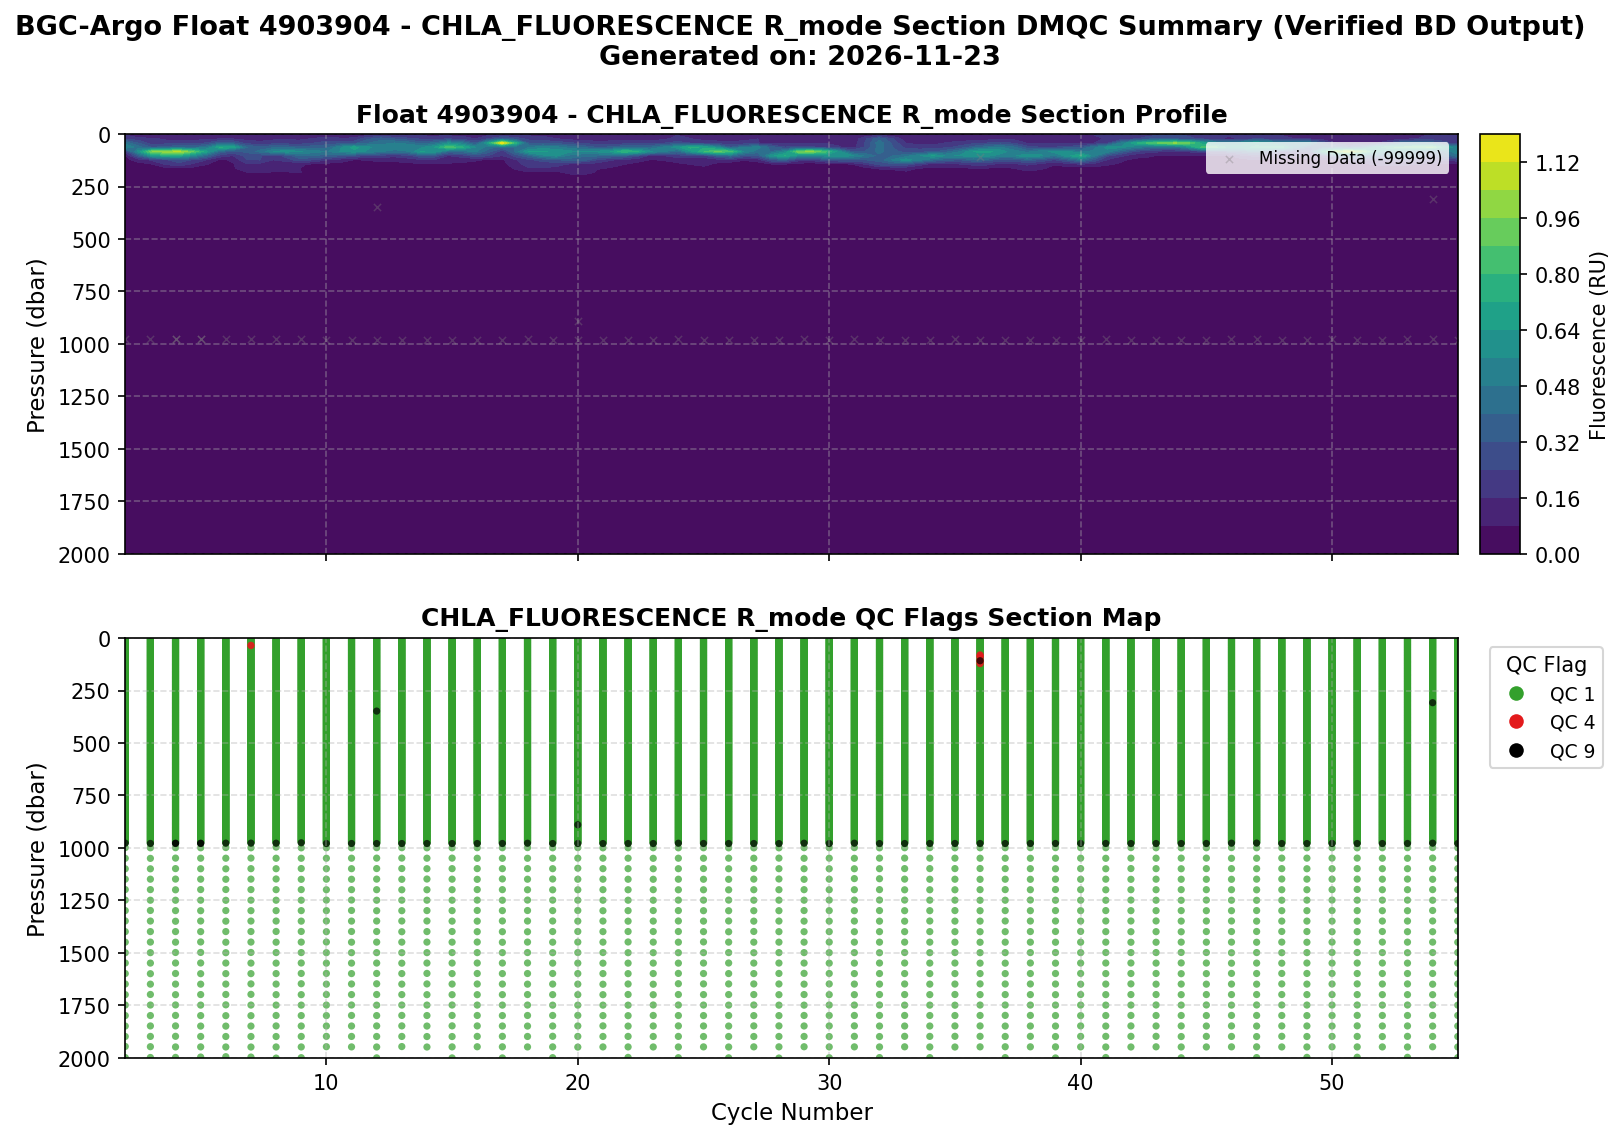 BGC-Argo Float 4903904 - CHLA_FLUORESCENCE R_mode Section DMQC Summary (Verified BD Output)
Generated on: 2026-11-23
Float 4903904 - CHLA_FLUORESCENCE R_mode Section Profile
0
250
500
750
1000
1250
1500
1750
2000
Pressure (dbar)
Missing Data (-99999)
1.12
0.96
0.80
0.64
0.48
0.32
0.16
0.00
Fluorescence (RU)
CHLA_FLUORESCENCE R_mode QC Flags Section Map
0
250
500
750
1000
1250
1500
1750
2000
Pressure (dbar)
10
20
30
40
50
Cycle Number
QC Flag
QC 1
QC 4
QC 9